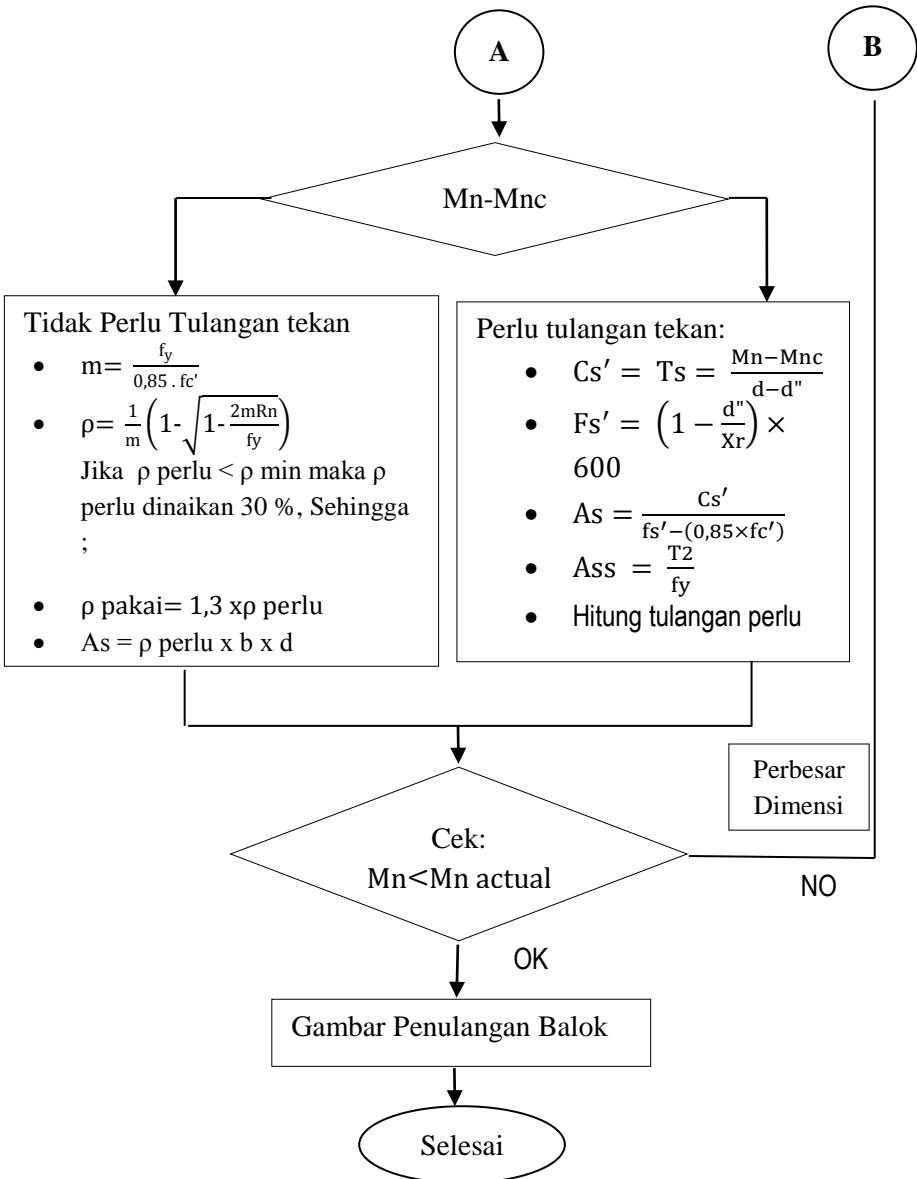 A
B
Mn-Mnc
Tidak Perlu Tulangan tekan
• m= f_y / 0,85 . fc'
• ρ= 1/m (1-√(1- 2mRn/fy))
Jika ρ perlu < ρ min maka ρ
perlu dinaikan 30 %, Sehingga
;
• ρ pakai= 1,3 xρ perlu
• As = ρ perlu x b x d
Perlu tulangan tekan:
• Cs′ = Ts = Mn−Mnc / d−d"
• Fs′ = (1 − d"/Xr) ×
600
• As = Cs′ / fs′−(0,85×fc′)
• Ass = T2/fy
• Hitung tulangan perlu
Perbesar
Dimensi
Cek:
Mn<Mn actual
NO
OK
Gambar Penulangan Balok
Selesai